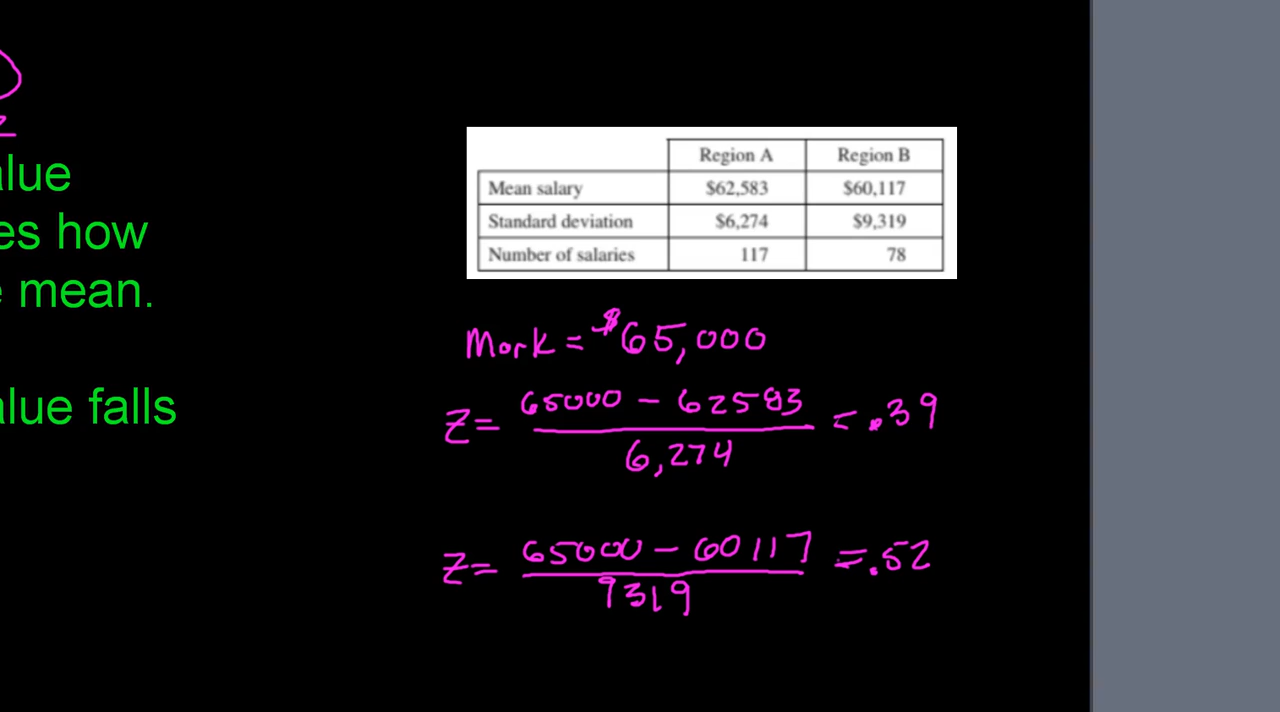 alue
es how
e mean.
alue falls
Region A Region B
Mean salary $62,583 $60,117
Standard deviation $6,274 $9,319
Number of salaries 117 78
Mark = $65,000
Z = 65000 - 62583 / 6,274 = .39
Z = 65000 - 60117 / 9319 = .52